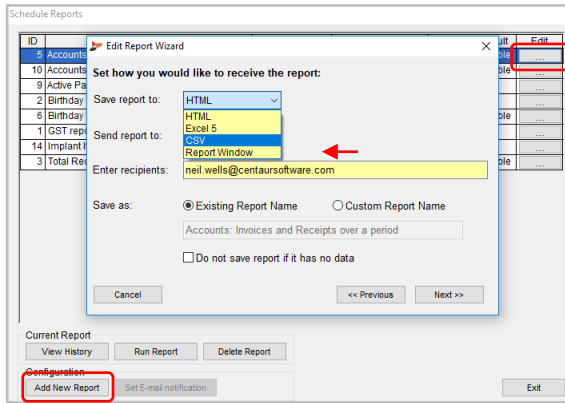 Schedule Reports
ID
ult
Edit
Edit Report Wizard
5 Accounts
ble
...
10 Accounts
ble
...
9 Active Pa
...
2 Birthday
...
6 Birthday
ble
...
1 GST repo
...
14 Implant
...
3 Total Rec
ble
...
Set how you would like to receive the report:
Save report to:
HTML
HTML
Excel 5
CSV
Report Window
Send report to:
Enter recipients:
neil.wells@centaursoftware.com
Save as:
Existing Report Name
Custom Report Name
Accounts: Invoices and Receipts over a period
Do not save report if it has no data
Cancel
<< Previous
Next >>
Current Report
View History
Run Report
Delete Report
Configuration
Add New Report
Set E-mail notification
Exit